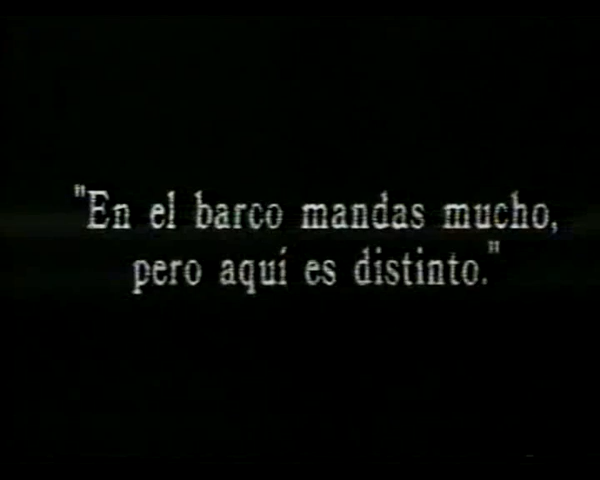 "En el barco mandas mucho,
pero aquí es distinto."